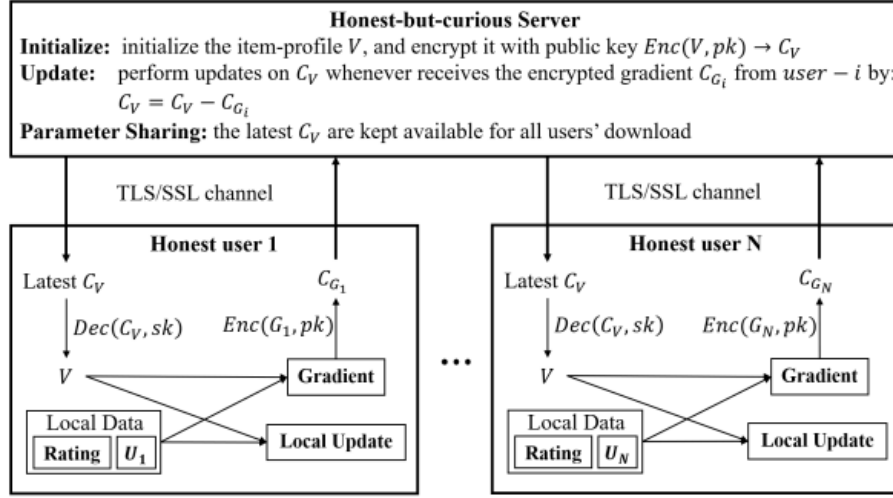 Honest-but-curious Server
Initialize: initialize the item-profile V, and encrypt it with public key Enc(V, pk) → C_V
Update: perform updates on C_V whenever receives the encrypted gradient C_{G_i} from user − i by:
C_V = C_V − C_{G_i}
Parameter Sharing: the latest C_V are kept available for all users' download
TLS/SSL channel
TLS/SSL channel
Honest user 1
Latest C_V
C_{G_1}
Dec(C_V, sk)
Enc(G_1, pk)
V
Gradient
Local Data
Rating
U_1
Local Update
...
Honest user N
Latest C_V
C_{G_N}
Dec(C_V, sk)
Enc(G_N, pk)
V
Gradient
Local Data
Rating
U_N
Local Update